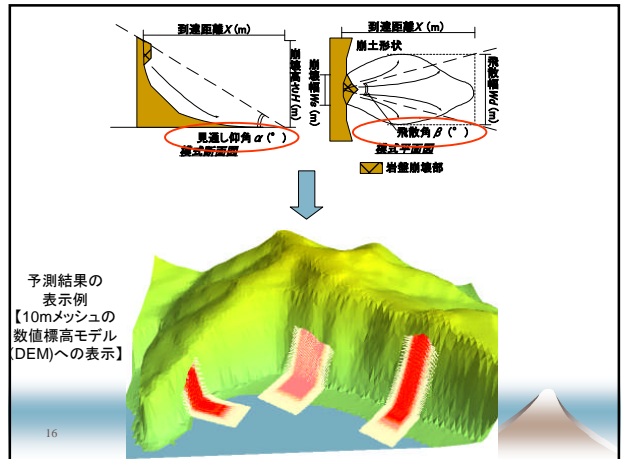 到達距離X(m)
崩壊高さH(m)
見通し仰角α(°)
模式断面図
到達距離X(m)
崩土形状
崩壊幅We(m)
飛散幅Wd(m)
飛散角β(°)
模式平面図
岩盤崩壊部
予測結果の
表示例
【10mメッシュの
数値標高モデル
(DEM)への表示】
16